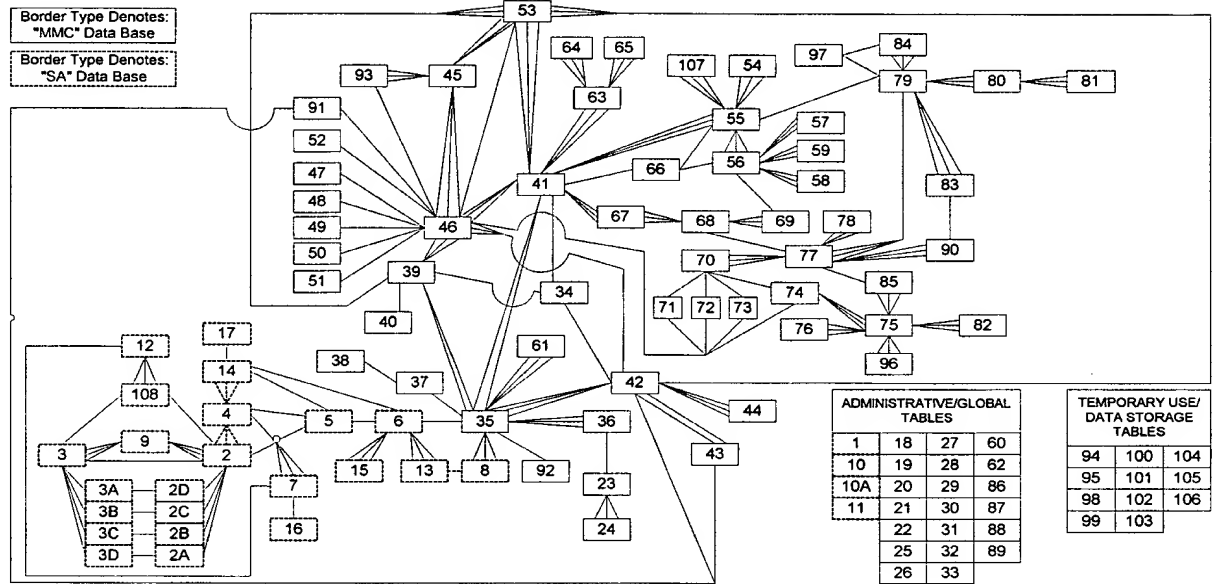 Border Type Denotes:
"MMC" Data Base
Border Type Denotes:
"SA" Data Base
53
64
65
107
54
97
84
93
45
63
79
80
81
91
55
57
52
59
47
41
66
56
58
83
48
67
68
69
78
49
46
50
77
90
51
39
70
85
34
71
72
73
74
40
76
75
82
17
61
96
12
38
14
37
42
108
4
5
6
35
36
44
9
3
2
43
15
13
8
92
7
23
3A
2D
3B
2C
16
24
3C
2B
3D
2A
ADMINISTRATIVE/GLOBAL
TABLES
1 18 27 60
10 19 28 62
10A 20 29 86
11 21 30 87
22 31 88
25 32 89
26 33
TEMPORARY USE/
DATA STORAGE
TABLES
94 100 104
95 101 105
98 102 106
99 103